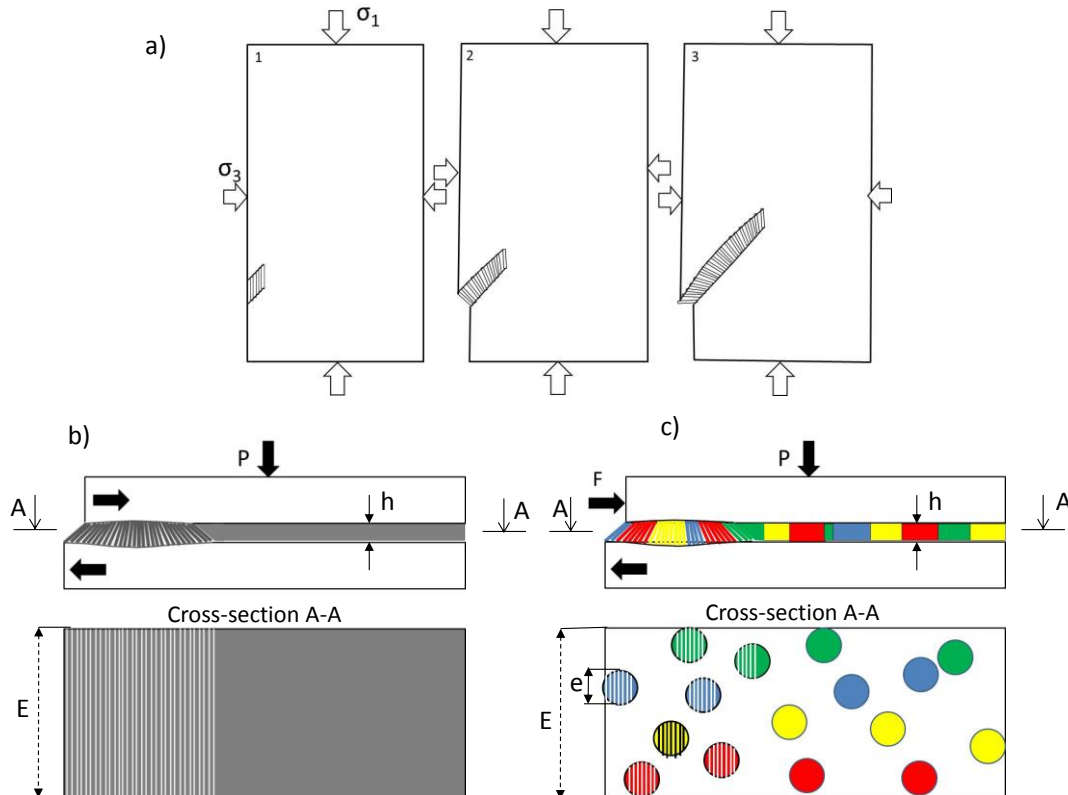 a)
σ1
1
2
3
σ3
b)
c)
P
P
A
h
A
F
A
h
A
Cross-section A-A
Cross-section A-A
E
e
E